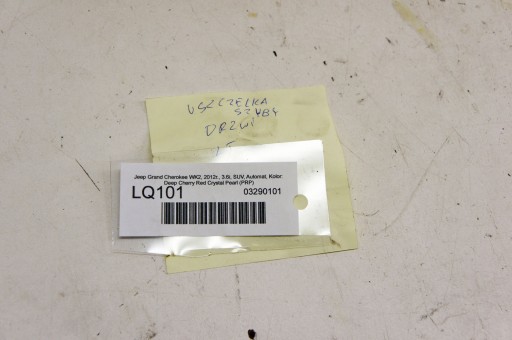 USZCZELKA
SZYBY
DRZWI
Jeep Grand Cherokee WK2, 2012r., 3.6i, SUV, Automat, Kolor:
Deep Cherry Red Crystal Pearl (PRP)
LQ101 03290101